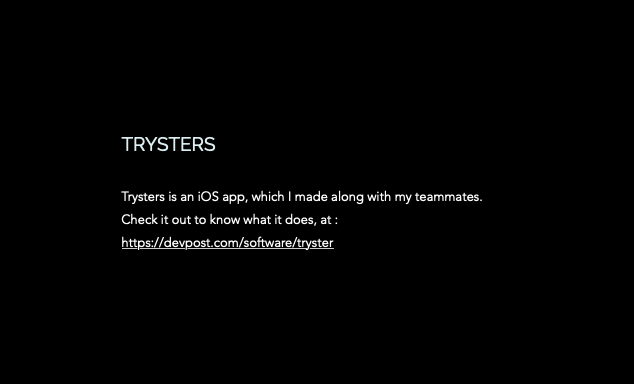 TRYSTERS
Trysters is an iOS app, which I made along with my teammates.
Check it out to know what it does, at :
https://devpost.com/software/tryster